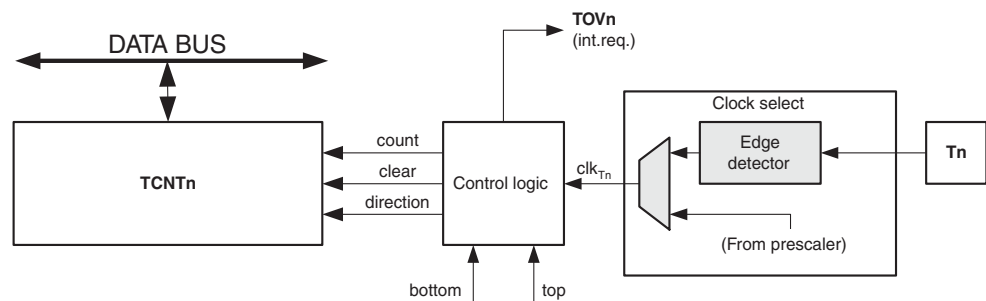 TOVn
(int.req.)
DATA BUS
Clock select
count
Edge
detector
Tn
TCNTn
clear
Control logic
clkTn
direction
(From prescaler)
bottom
top